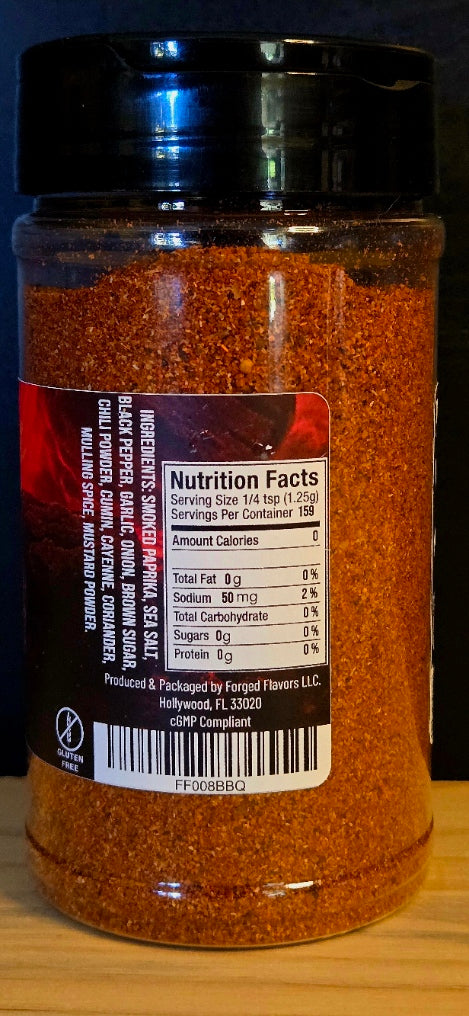 INGREDIENTS: SMOKED PAPRIKA, SEA SALT,
BLACK PEPPER, GARLIC, ONION, BROWN SUGAR,
CHILI POWDER, CUMIN, CAYENNE, CORIANDER,
MULLING SPICE, MUSTARD POWDER.
Nutrition Facts
Serving Size 1/4 tsp (1.25g)
Servings Per Container 159
Amount Calories 0
Total Fat 0g 0%
Sodium 50mg 2%
Total Carbohydrate 0%
Sugars 0g 0%
Protein 0g 0%
Produced & Packaged by Forged Flavors LLC.
Hollywood, FL 33020
cGMP Compliant
GLUTEN
FREE
FF008BBQ